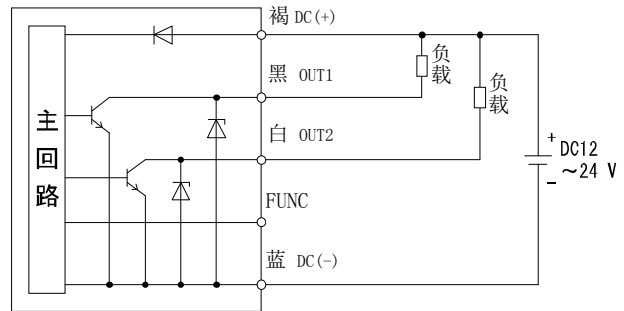 褐 DC(+)
负载
黑 OUT1
负载
主回路
白 OUT2
+
DC12
～24 V
−
FUNC
蓝 DC(−)